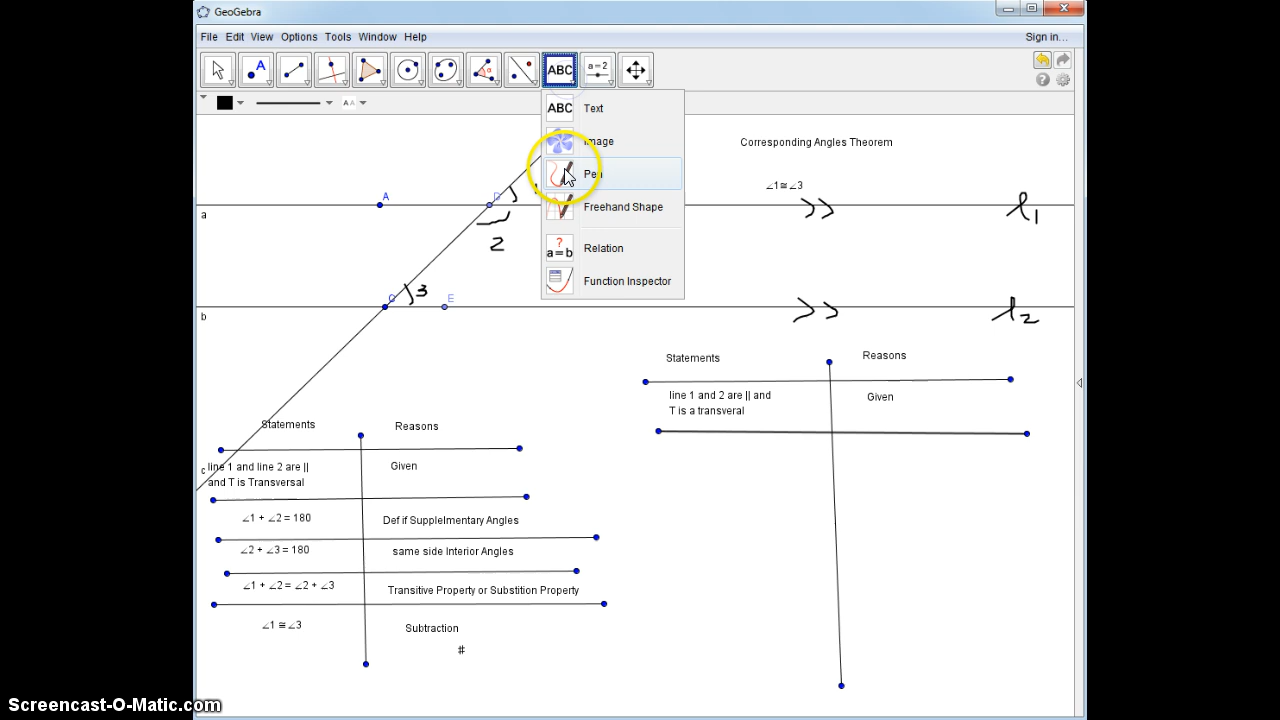 GeoGebra
File Edit View Options Tools Window Help
Sign in...
A
ABC
a=2
AA
ABC Text
Image
Pen
Freehand Shape
? a=b Relation
Function Inspector
Corresponding Angles Theorem
∠1≅∠3
A
D
a
l1
2
C
3
E
b
l2
Statements Reasons
line 1 and 2 are || and
T is a transveral
Given
Statements Reasons
c
line 1 and line 2 are ||
and T is Transversal
Given
∠1 + ∠2 = 180 Def if Supplelmentary Angles
∠2 + ∠3 = 180 same side Interior Angles
∠1 + ∠2 = ∠2 + ∠3 Transitive Property or Substition Property
∠1 ≅ ∠3 Subtraction
#
Screencast-O-Matic.com